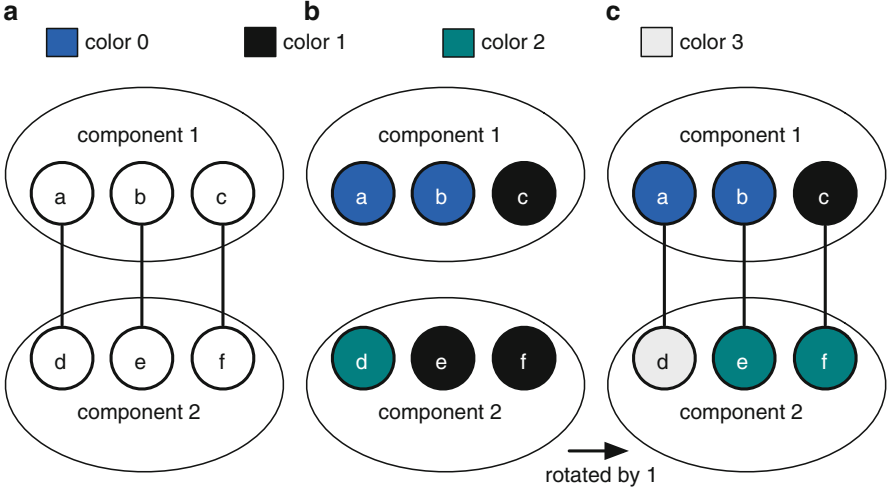 a b c
color 0 color 1 color 2 color 3
component 1 component 1 component 1
a b c a b c a b c
d e f d e f d e f
component 2 component 2 component 2
rotated by 1